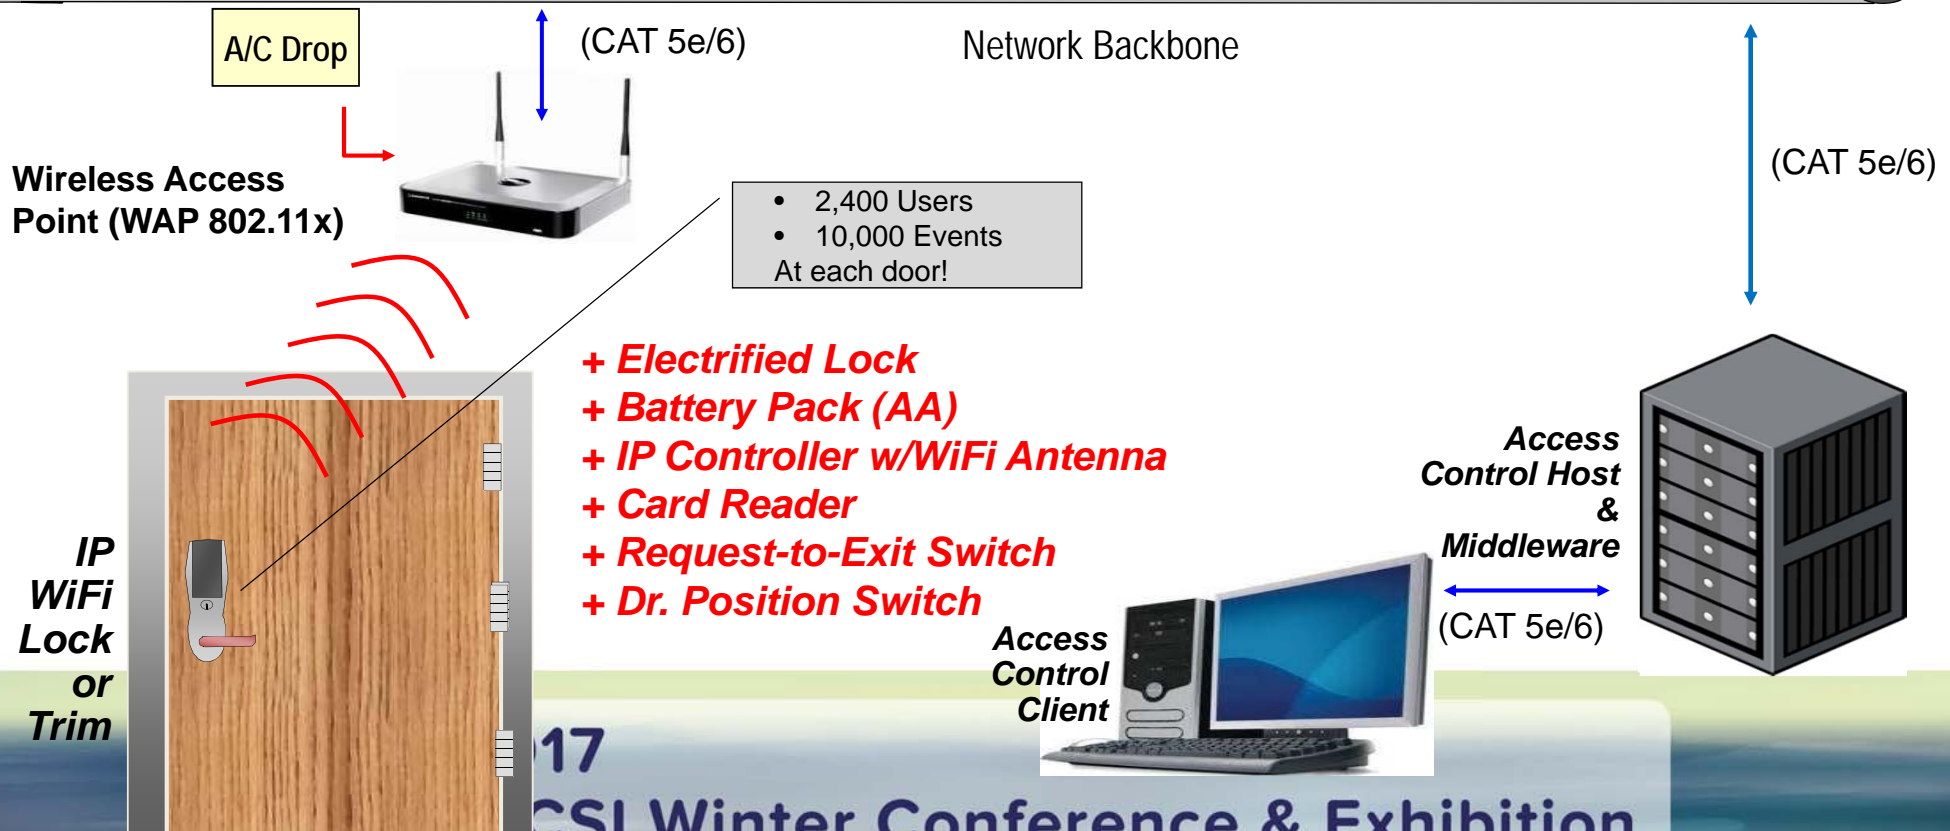 A/C Drop
(CAT 5e/6)
Network Backbone
Wireless Access
Point (WAP 802.11x)
(CAT 5e/6)
• 2,400 Users
• 10,000 Events
At each door!
+ Electrified Lock
+ Battery Pack (AA)
+ IP Controller w/WiFi Antenna
+ Card Reader
+ Request-to-Exit Switch
+ Dr. Position Switch
IP
WiFi
Lock
or
Trim
Access
Control Host
&
Middleware
(CAT 5e/6)
Access
Control
Client
17
CSI Winter Conference & Exhibition